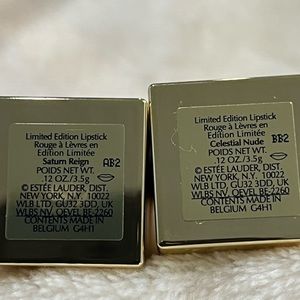 Limited Edition Lipstick
Rouge à Lèvres en
Edition Limitée
Saturn Reign AB2
POIDS NET WT.
.12 OZ./3.5g
© ESTÉE LAUDER, DIST.
NEW YORK, N.Y. 10022
WLB LTD, GU32 3DD, UK
WLBS NV, OEVEL BE-2260
CONTENTS MADE IN
BELGIUM G4H1
Limited Edition Lipstick
Rouge à Lèvres en
Edition Limitée
Celestial Nude BB2
POIDS NET WT.
.12 OZ./3.5g
© ESTÉE LAUDER, DIST.
NEW YORK, N.Y. 10022
WLB LTD, GU32 3DD, UK
WLBS NV, OEVEL BE-2260
CONTENTS MADE IN
BELGIUM G4H1